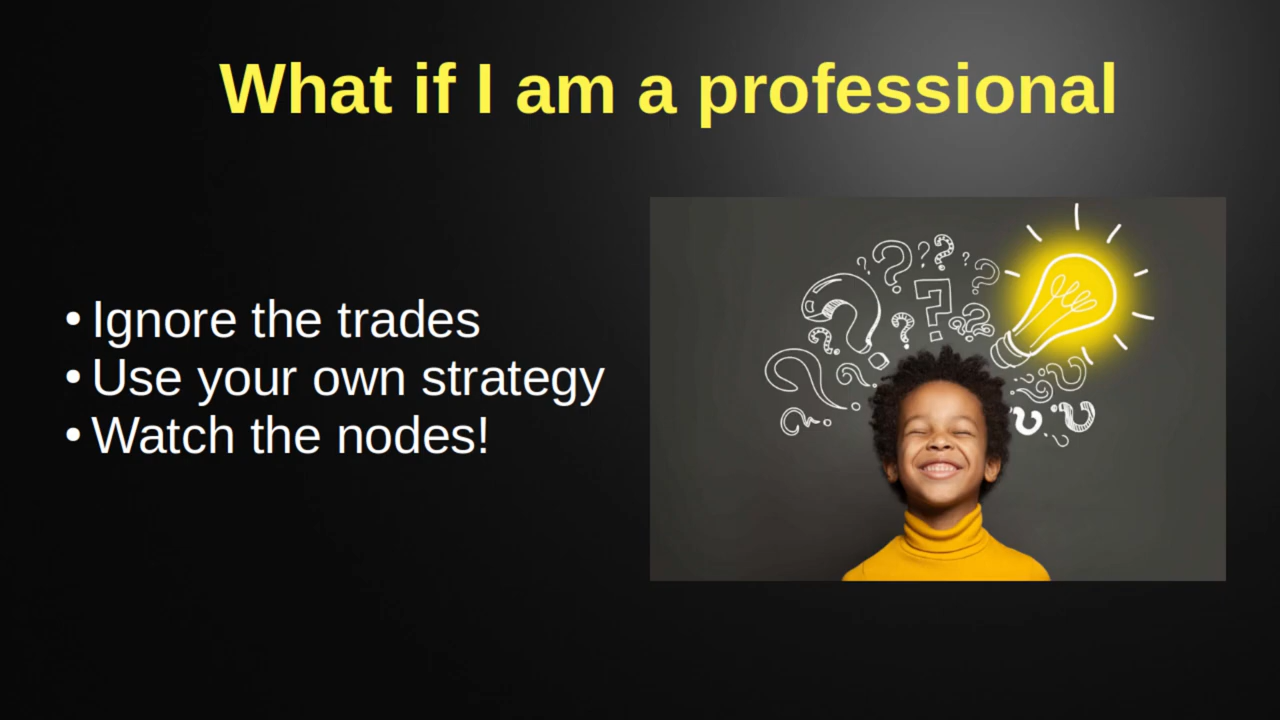 What if I am a professional
• Ignore the trades
• Use your own strategy
• Watch the nodes!